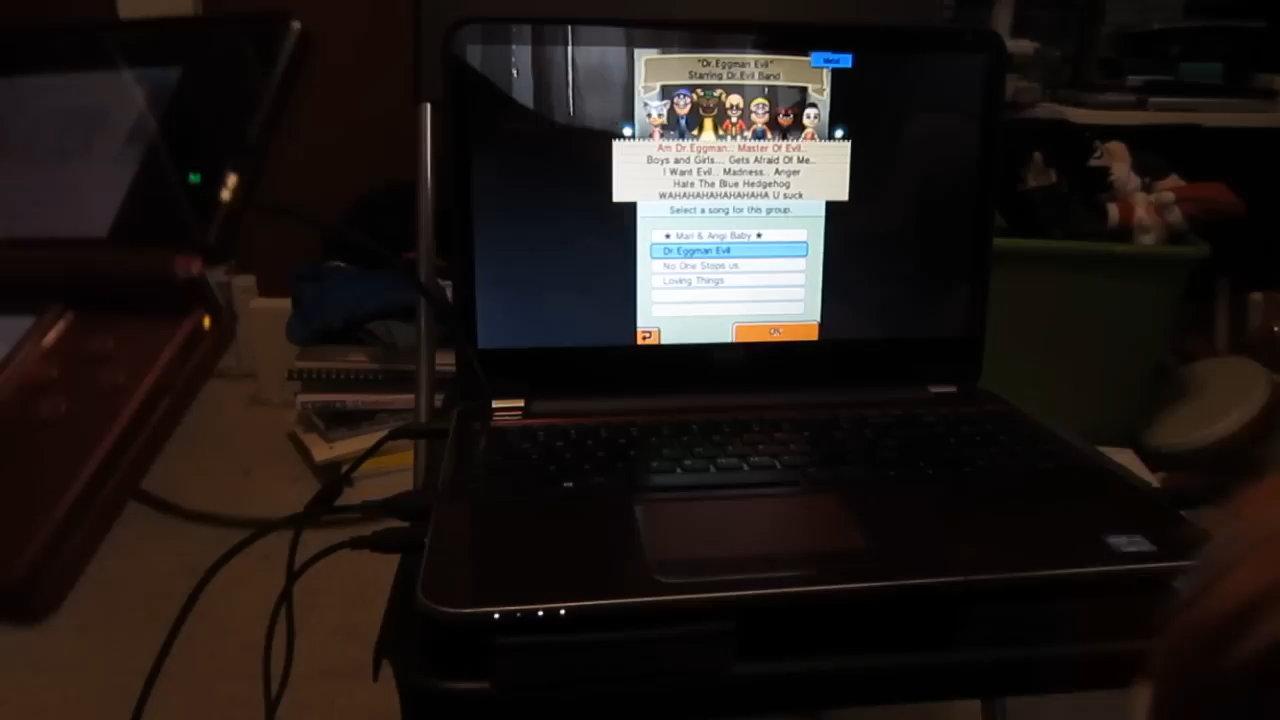 "Dr.Eggman Evil"
Starring Dr.Evil Band
Metal
Am Dr.Eggman.. Master Of Evil..
Boys and Girls.... Gets Afraid Of Me..
I Want Evil.. Madness.. Anger
Hate The Blue Hedgehog
WAHAHAHAHAHAHAHA U suck
Select a song for this group.
★ Mari & Angi Baby ★
Dr.Eggman Evil
No One Stops us
Loving Things
OK